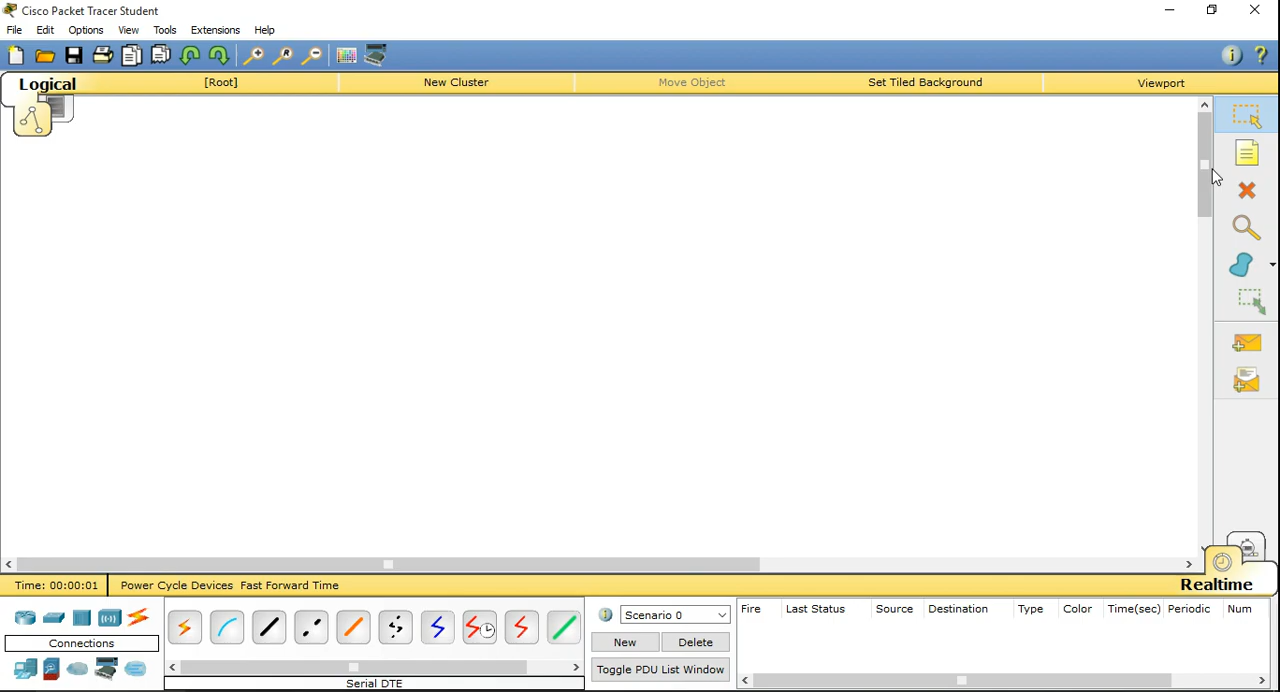 Cisco Packet Tracer Student
File Edit Options View Tools Extensions Help
Logical [Root] New Cluster Move Object Set Tiled Background Viewport
Time: 00:00:01 Power Cycle Devices Fast Forward Time Realtime
Connections
Serial DTE
Scenario 0
New Delete
Toggle PDU List Window
Fire Last Status Source Destination Type Color Time(sec) Periodic Num